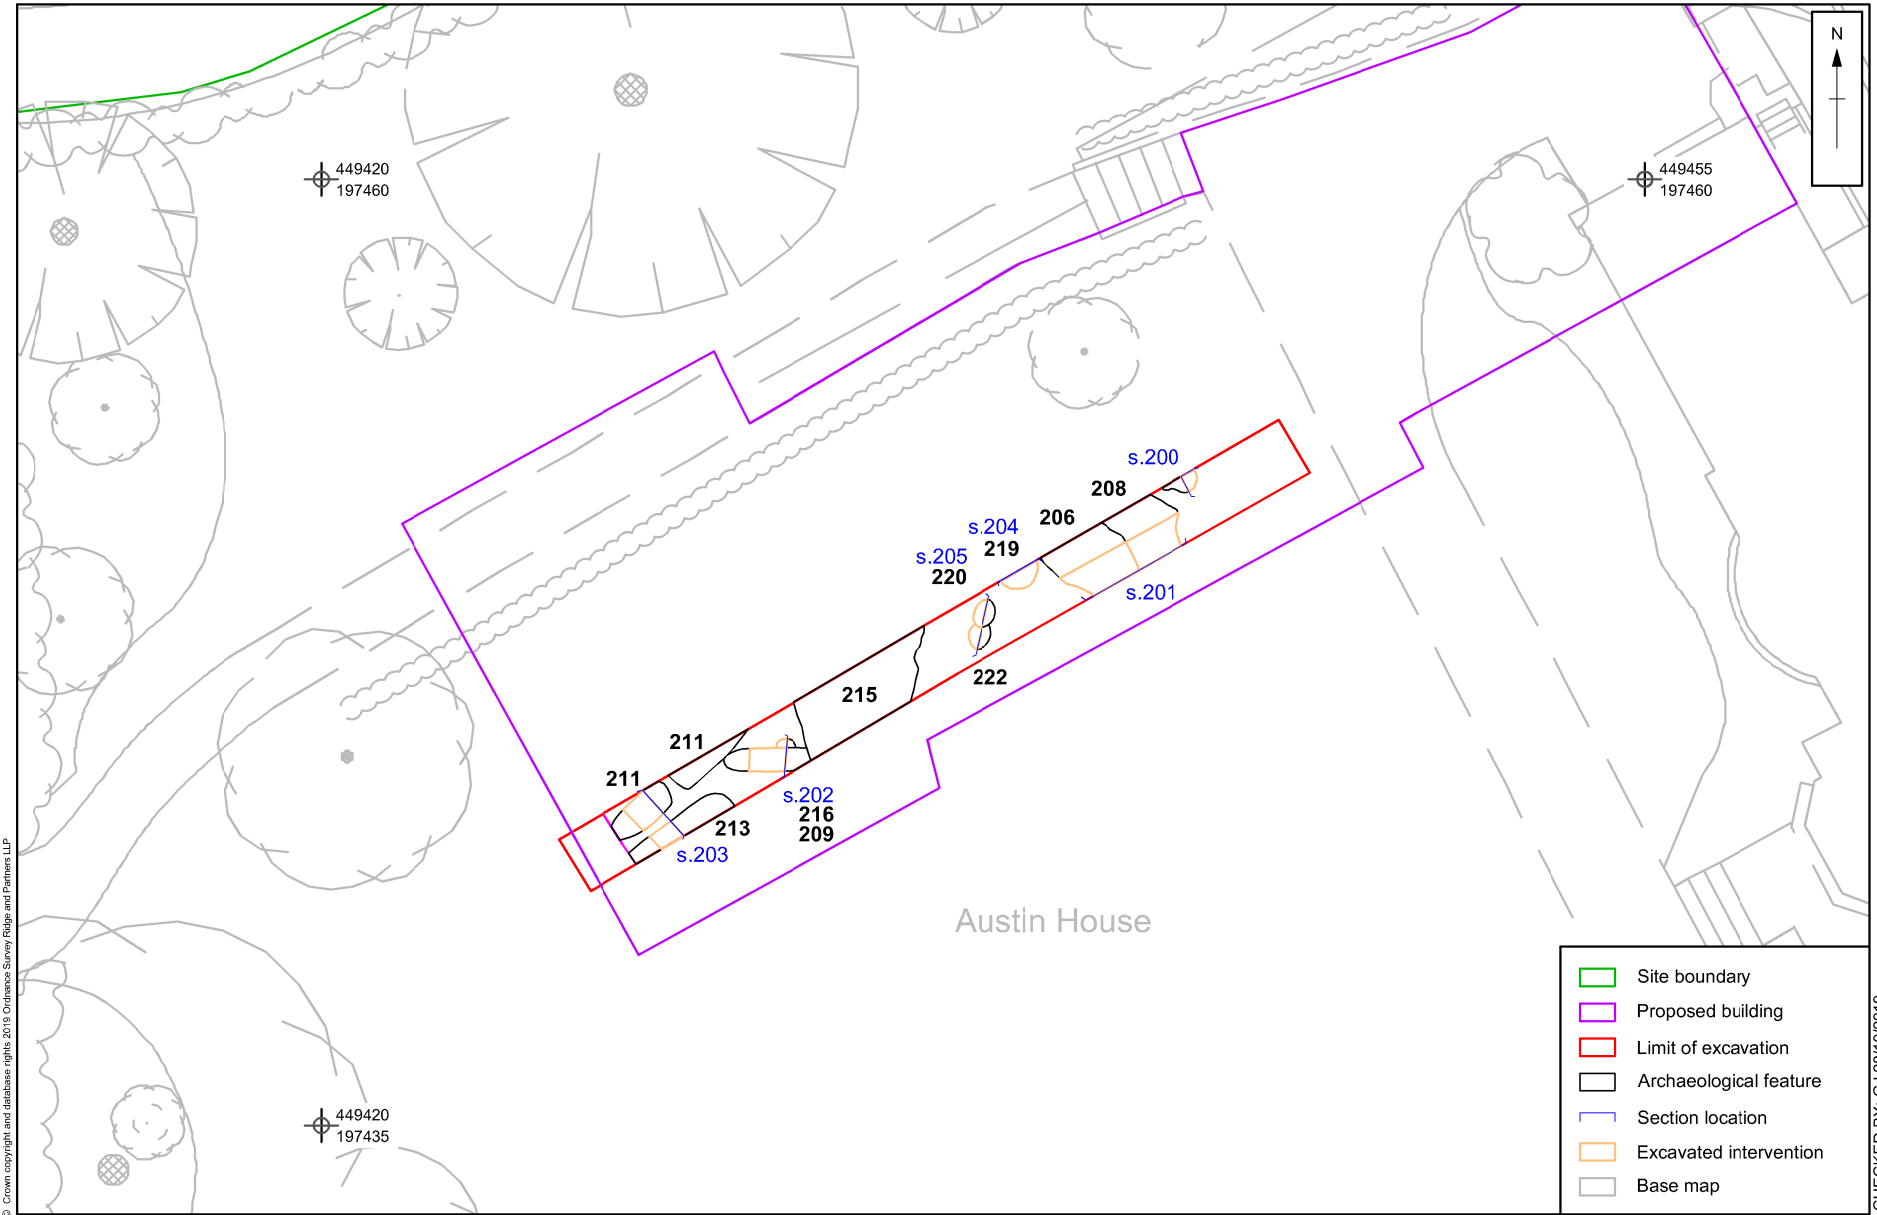 N
449420
197460
449455
197460
s.200
208
206
s.204
219
s.205
220
s.201
222
215
211
211
s.202
216
209
213
s.203
Austin House
449420
197435
Site boundary
Proposed building
Limit of excavation
Archaeological feature
Section location
Excavated intervention
Base map
© Crown copyright and database rights 2019 Ordnance Survey Ridge and Partners LLP